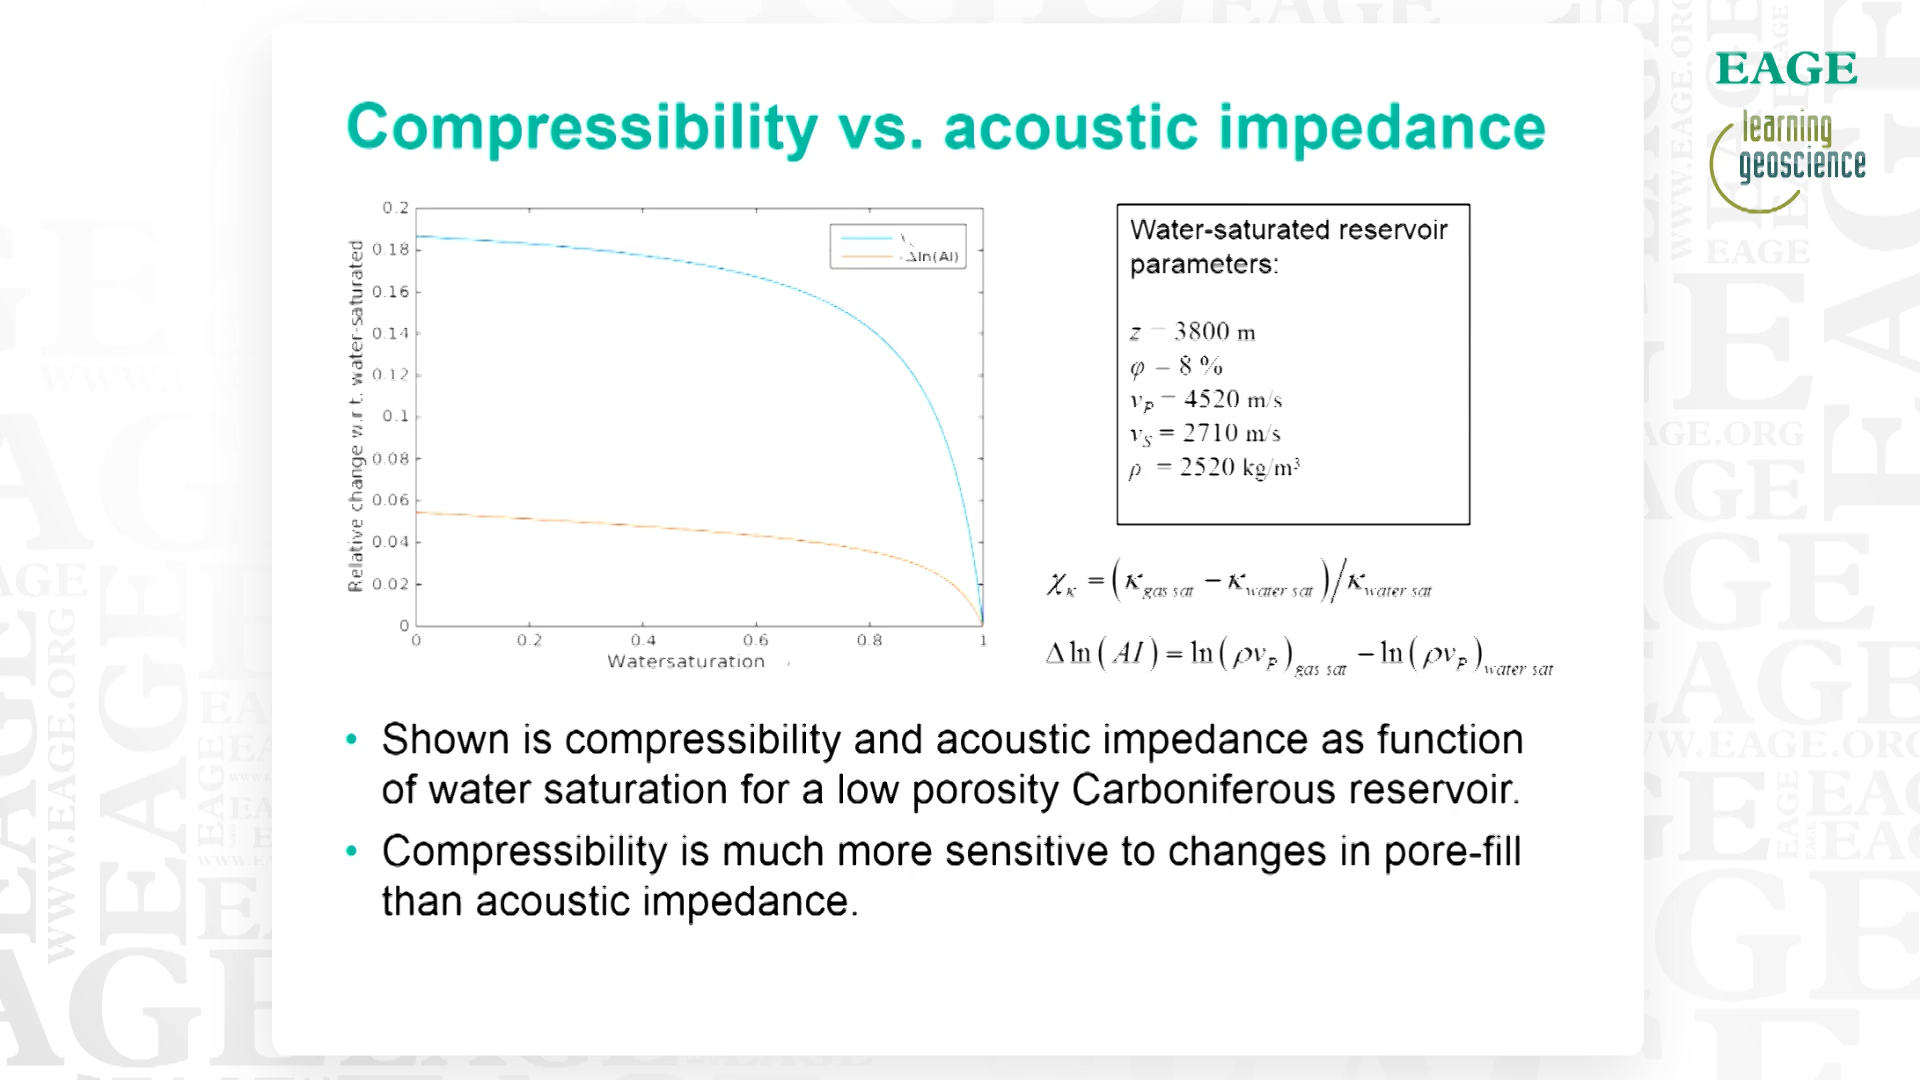 EAGE
learning
geoscience
Compressibility vs. acoustic impedance
0.2
0.18
0.16
0.14
0.12
0.1
0.08
0.06
0.04
0.02
0
Relative change w.r.t. water-saturated
-Δln(AI)
0 0.2 0.4 0.6 0.8 1
Watersaturation
Water-saturated reservoir
parameters:
z = 3800 m
φ = 8 %
v_P = 4520 m/s
v_S = 2710 m/s
ρ = 2520 kg/m³
χ_κ = (κ_gas sat − κ_water sat)/κ_water sat
Δ ln(AI) = ln(ρv_P)_gas sat − ln(ρv_P)_water sat
• Shown is compressibility and acoustic impedance as function
of water saturation for a low porosity Carboniferous reservoir.
• Compressibility is much more sensitive to changes in pore-fill
than acoustic impedance.